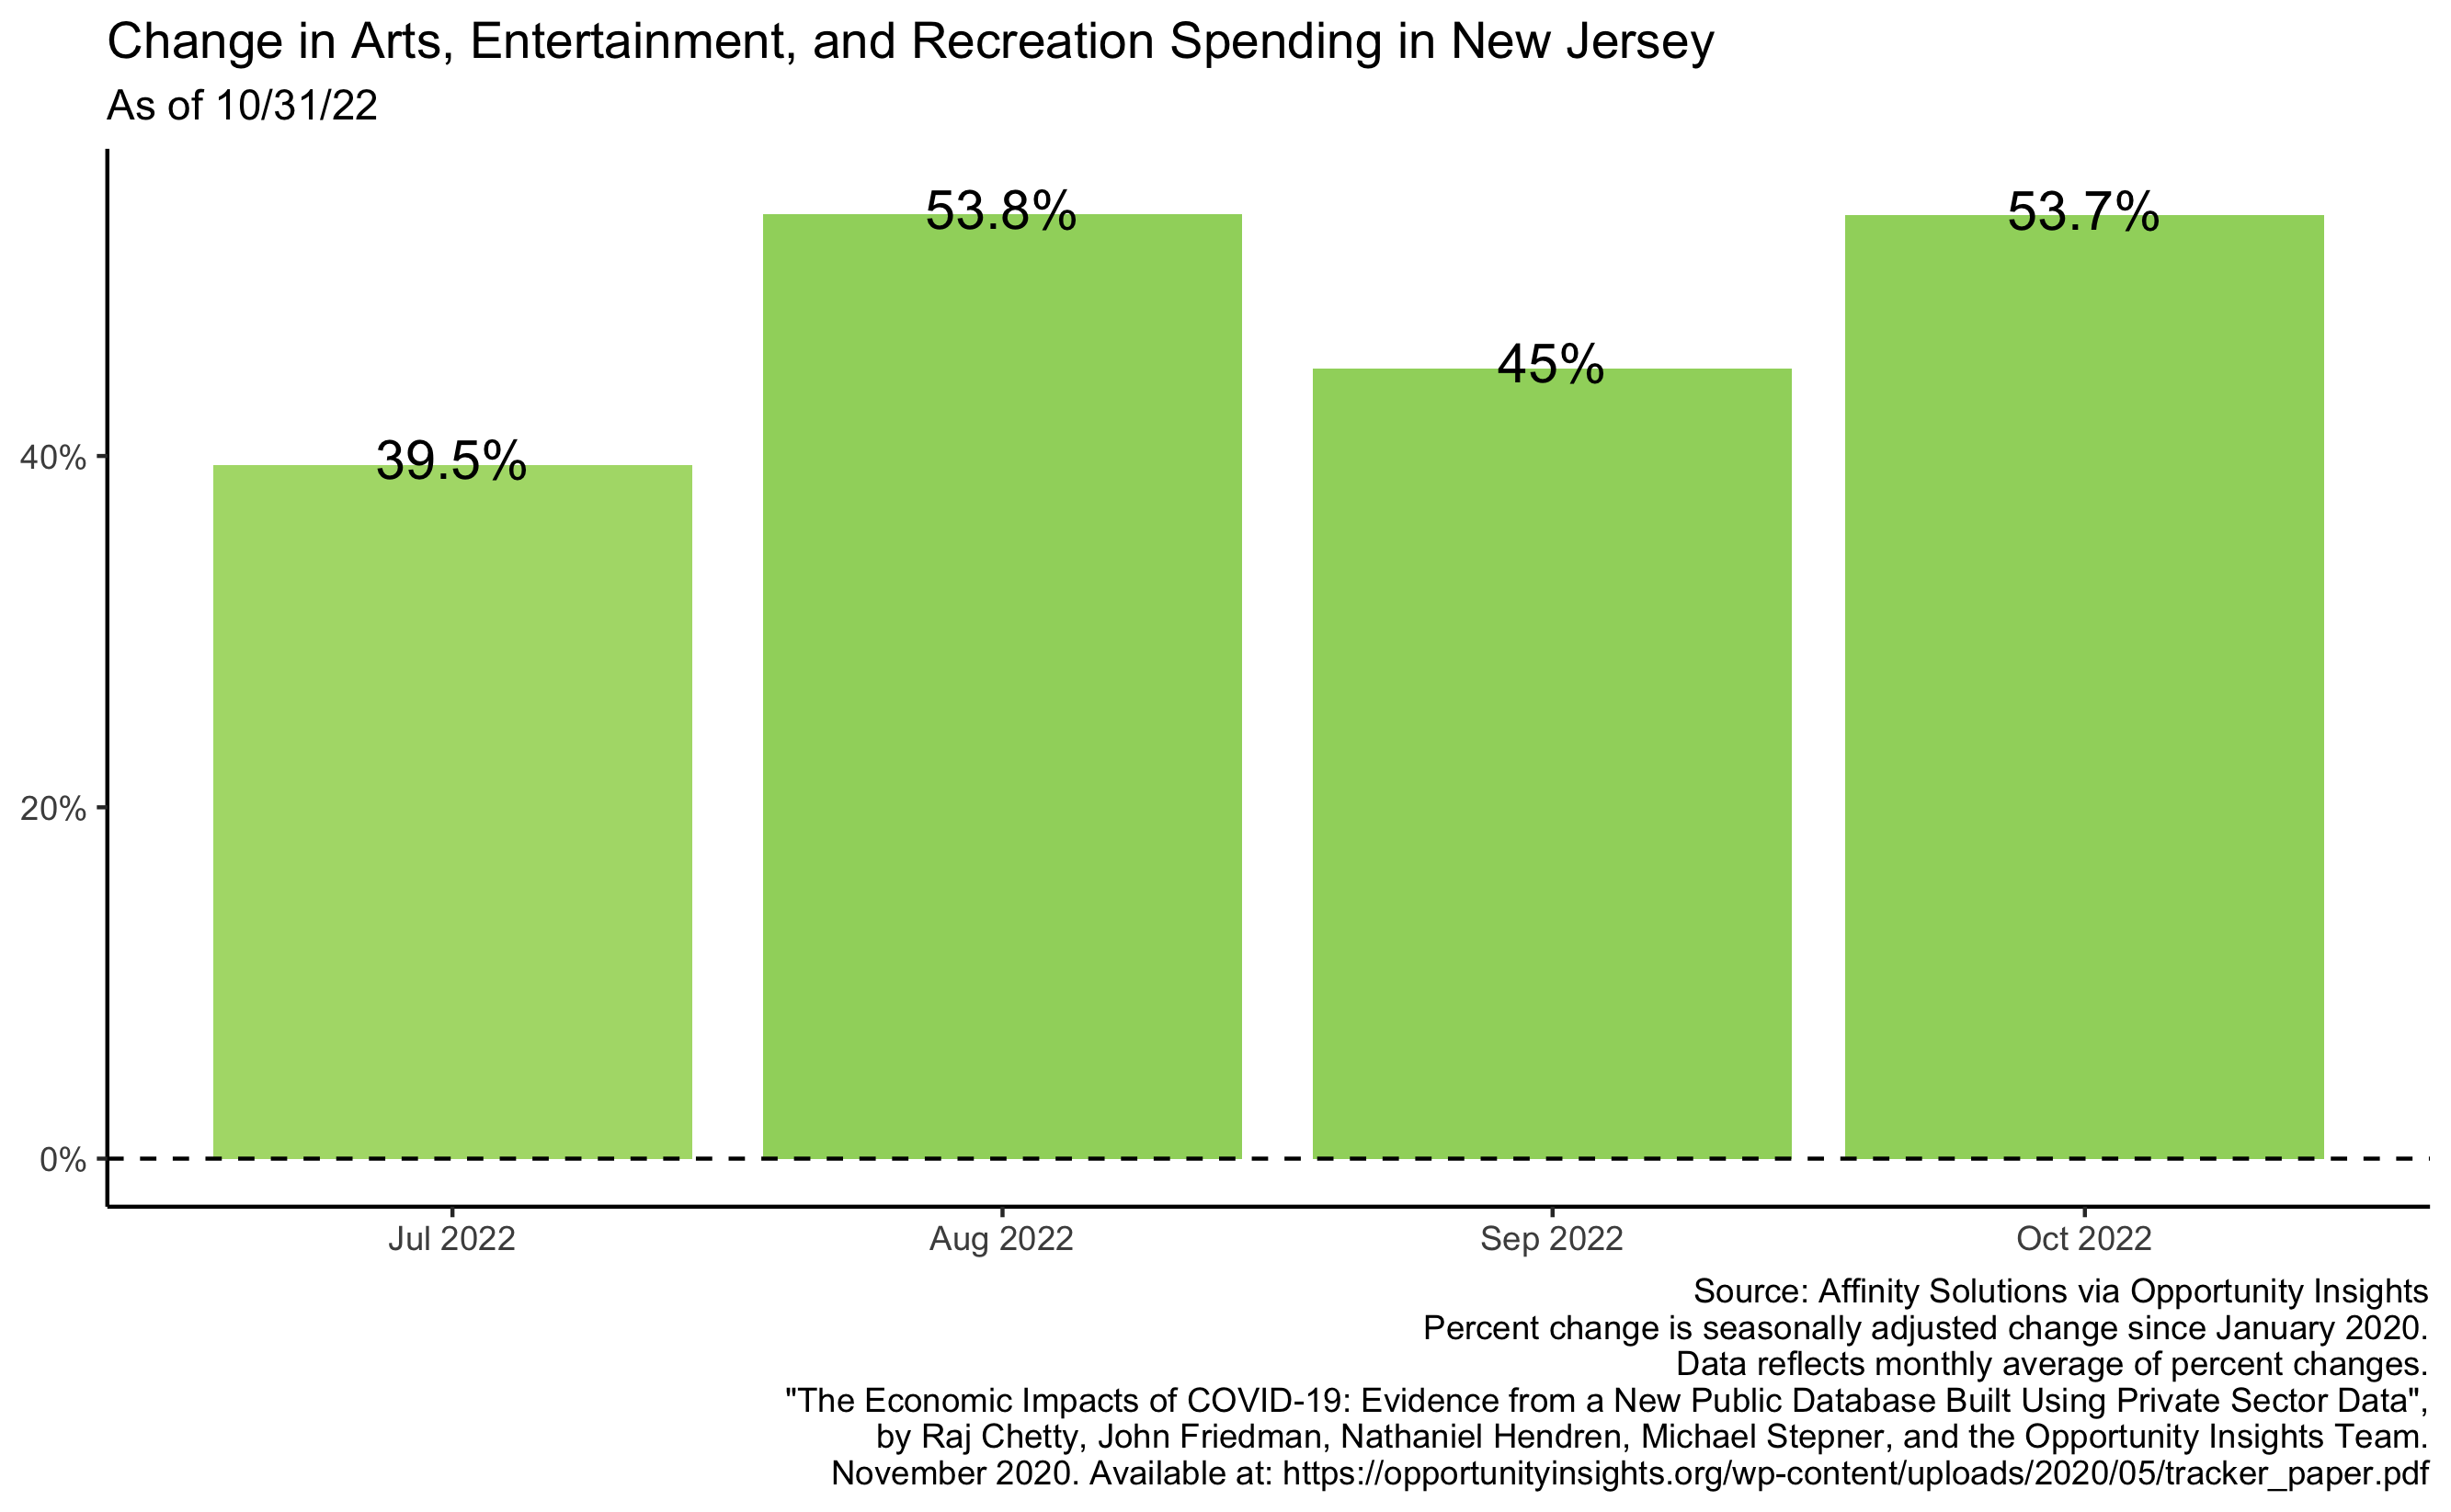 Change in Arts, Entertainment, and Recreation Spending in New Jersey
As of 10/31/22
53.8%
53.7%
45%
39.5%
40%
20%
0%
Jul 2022
Aug 2022
Sep 2022
Oct 2022
Source: Affinity Solutions via Opportunity Insights
Percent change is seasonally adjusted change since January 2020.
Data reflects monthly average of percent changes.
"The Economic Impacts of COVID-19: Evidence from a New Public Database Built Using Private Sector Data",
by Raj Chetty, John Friedman, Nathaniel Hendren, Michael Stepner, and the Opportunity Insights Team.
November 2020. Available at: https://opportunityinsights.org/wp-content/uploads/2020/05/tracker_paper.pdf